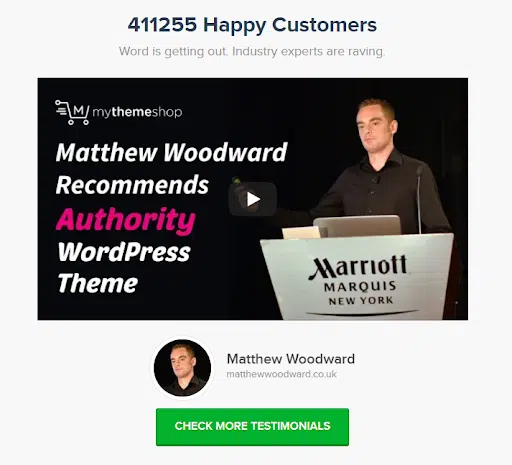 411255 Happy Customers
Word is getting out. Industry experts are raving.
M mythemeshop
Matthew Woodward
Recommends
Authority
WordPress
Theme
Marriott
MARQUIS
NEW YORK
Matthew Woodward
matthewwoodward.co.uk
CHECK MORE TESTIMONIALS